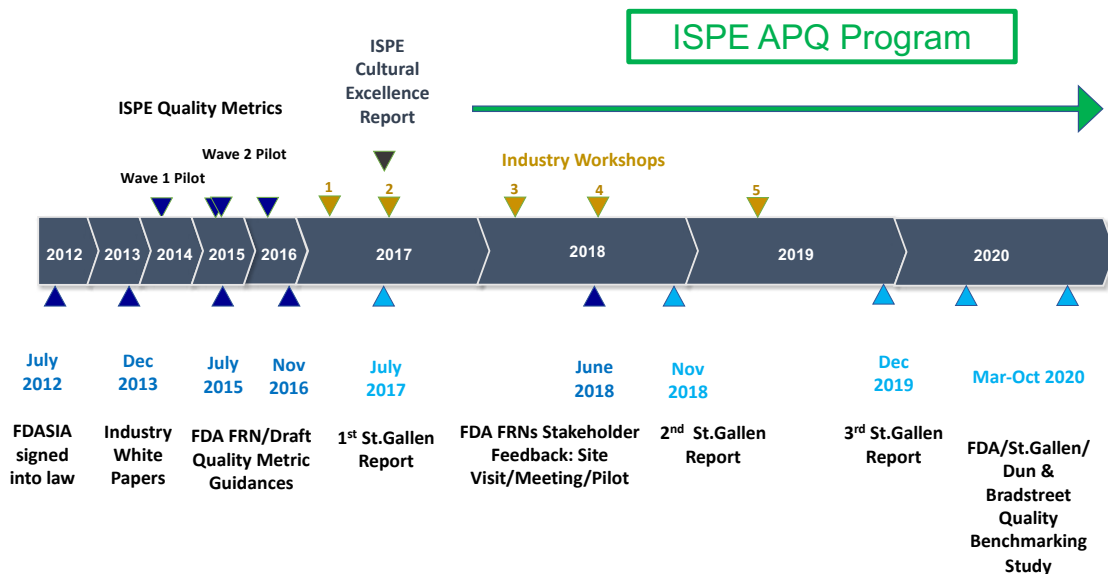 ISPE APQ Program
ISPE
Cultural
Excellence
Report
ISPE Quality Metrics
Wave 2 Pilot
Wave 1 Pilot
Industry Workshops
1
2
3
4
5
2012
2013
2014
2015
2016
2017
2018
2019
2020
July
2012
Dec
2013
July
2015
Nov
2016
July
2017
June
2018
Nov
2018
Dec
2019
Mar-Oct 2020
FDASIA
signed
into law
Industry
White
Papers
FDA FRN/Draft
Quality Metric
Guidances
1st St.Gallen
Report
FDA FRNs Stakeholder
Feedback: Site
Visit/Meeting/Pilot
2nd St.Gallen
Report
3rd St.Gallen
Report
FDA/St.Gallen/
Dun &
Bradstreet
Quality
Benchmarking
Study